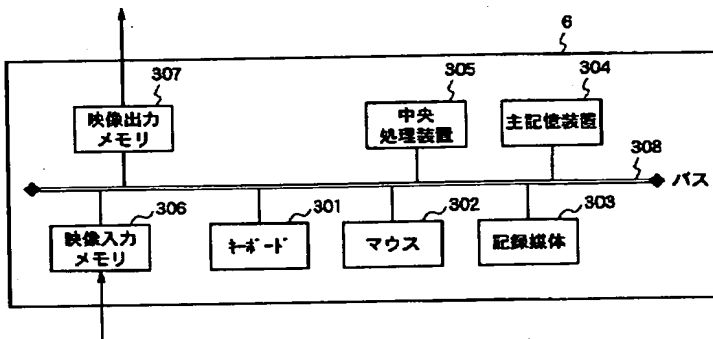 6
307
305
304
映像出力
メモリ
中央
処理装置
主記憶装置
308
バス
306
301
302
303
映像入力
メモリ
キーボード
マウス
記録媒体